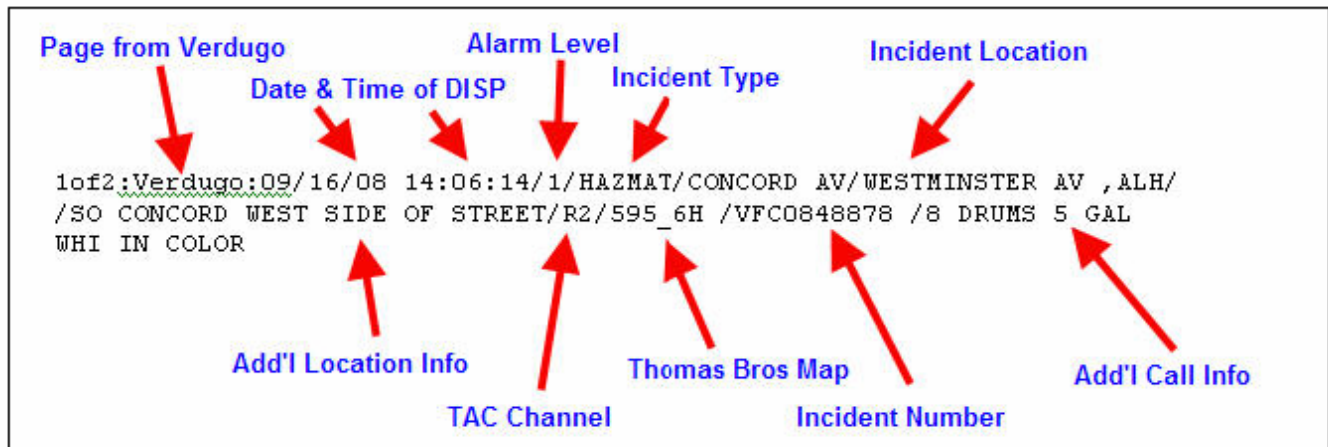 Page from Verdugo
Alarm Level
Incident Location
Date & Time of DISP
Incident Type
1of2:Verdugo:09/16/08 14:06:14/1/HAZMAT/CONCORD AV/WESTMINSTER AV ,ALH/
/SO CONCORD WEST SIDE OF STREET/R2/595_6H /VFC0848878 /8 DRUMS 5 GAL
WHI IN COLOR
Add'l Location Info
Thomas Bros Map
Add'l Call Info
TAC Channel
Incident Number